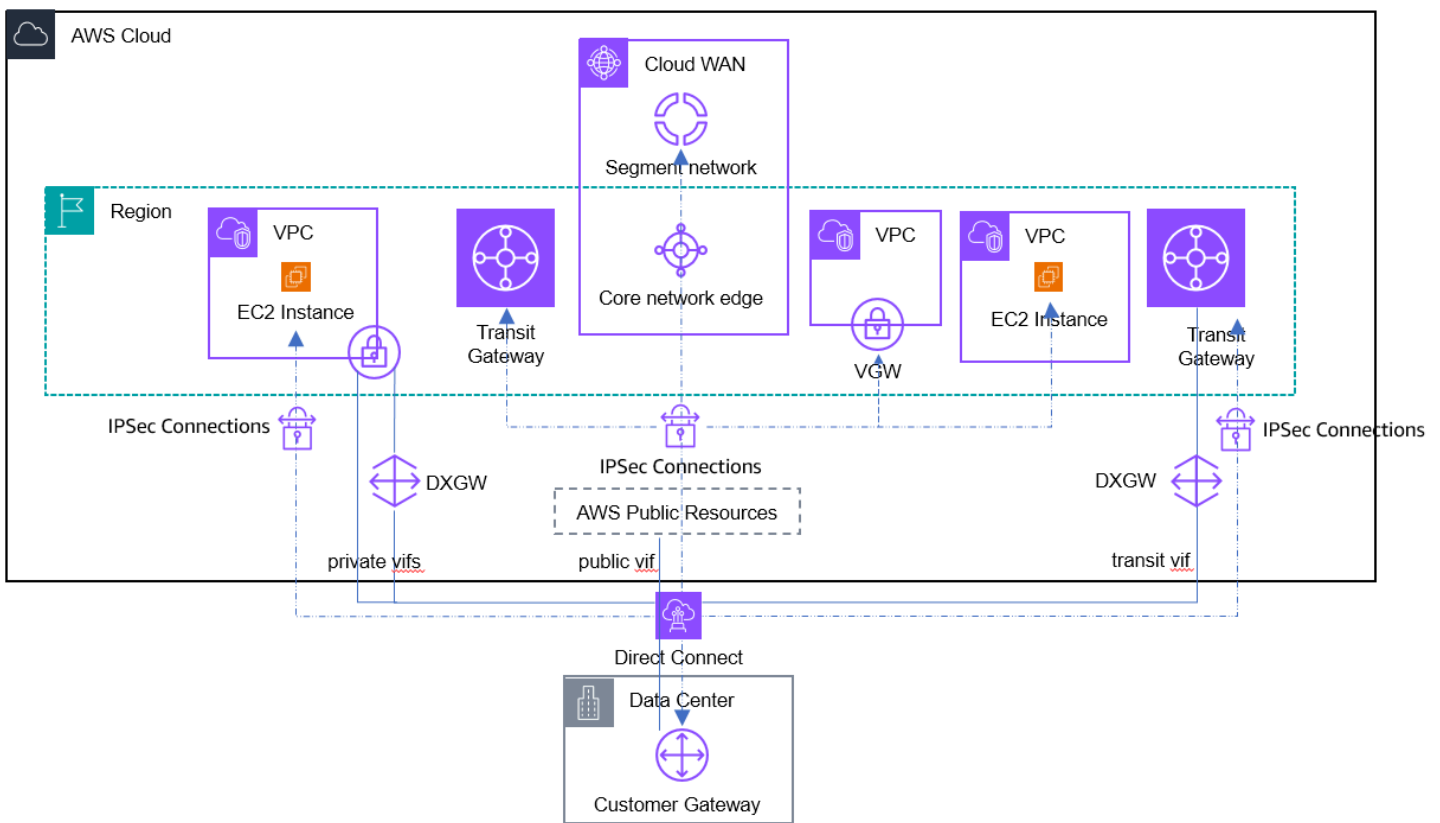 AWS Cloud
Cloud WAN
Segment network
Region
VPC
VPC
VPC
EC2 Instance
Core network edge
EC2 Instance
Transit
Gateway
Transit
Gateway
VGW
IPSec Connections
IPSec Connections
IPSec Connections
DXGW
DXGW
AWS Public Resources
private vifs
public vif
transit vif
Direct Connect
Data Center
Customer Gateway